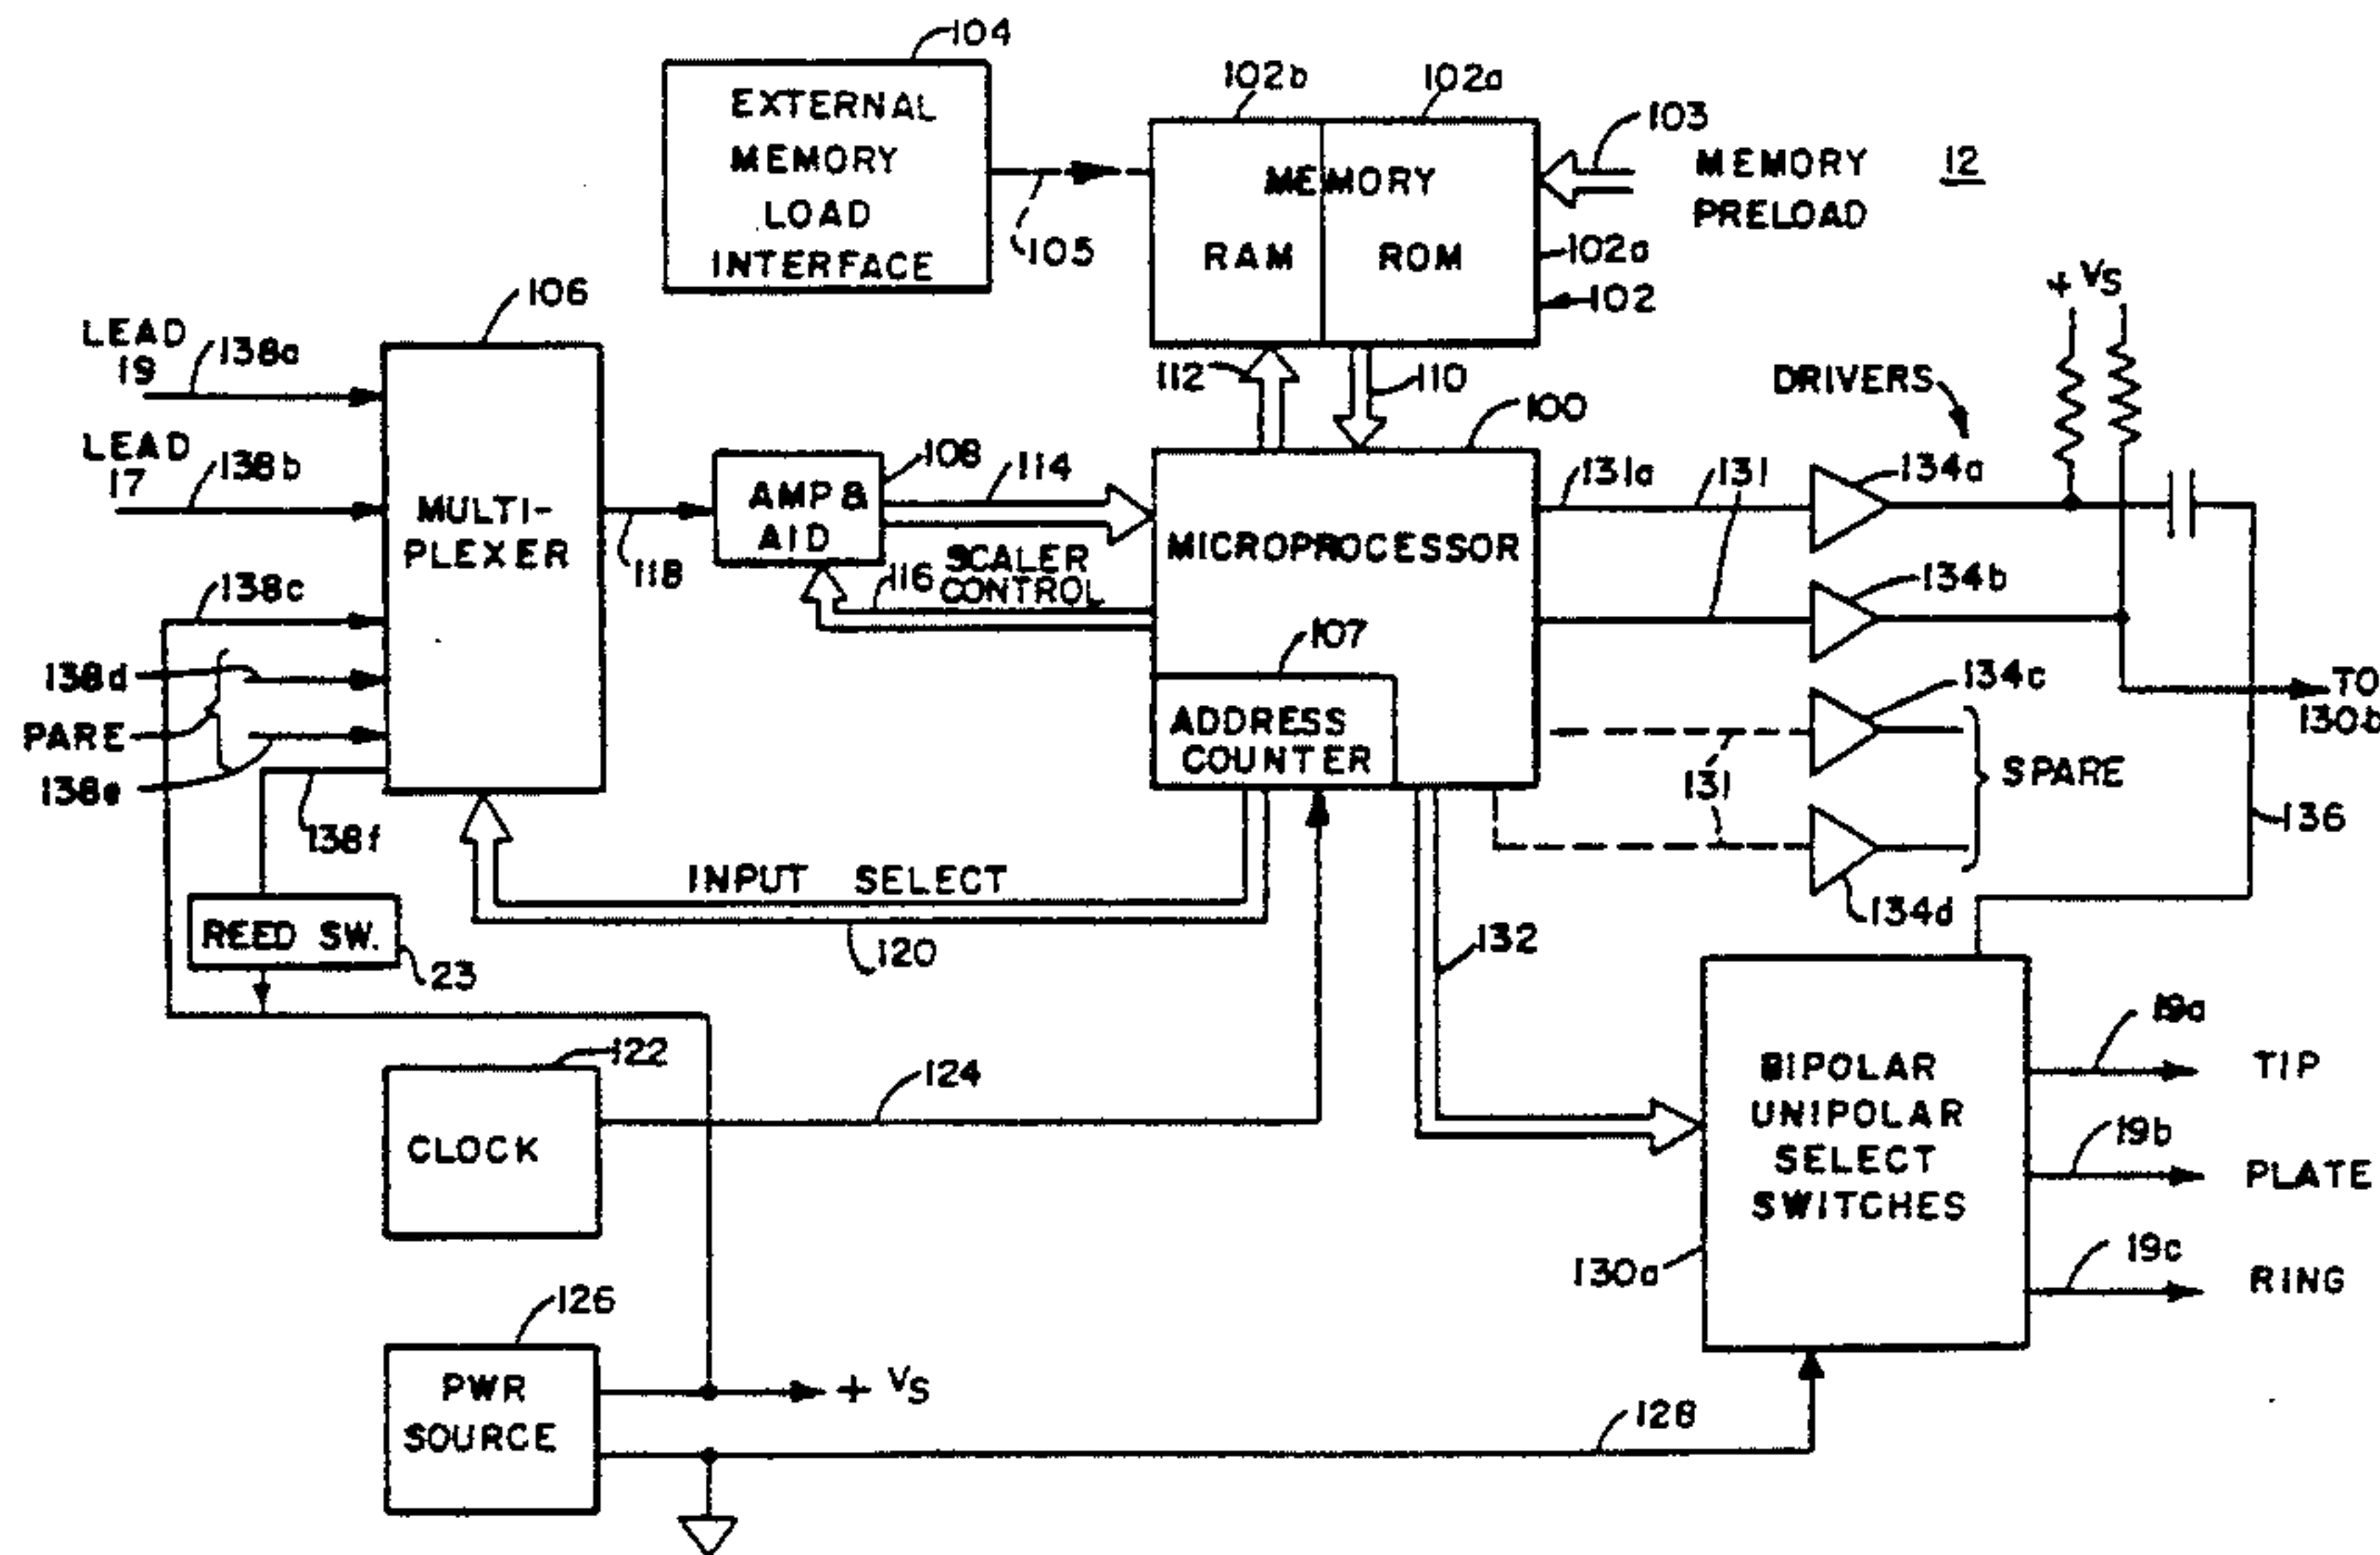 104
EXTERNAL
MEMORY
LOAD
INTERFACE
105
102b
102a
MEMORY
RAM
ROM
103
MEMORY
PRELOAD
12
102a
102
106
LEAD
19
138a
LEAD
17
138b
138c
138d
PARE
138e
138f
MULTI-
PLEXER
118
108
AMP &
A/D
114
116
SCALER
CONTROL
112
110
100
MICROPROCESSOR
107
ADDRESS
COUNTER
131a
131
DRIVERS
+ VS
134a
134b
134c
134d
131
SPARE
TO
130b
136
INPUT SELECT
120
132
REED SW.
23
122
CLOCK
124
126
PWR
SOURCE
+ VS
128
BIPOLAR
UNIPOLAR
SELECT
SWITCHES
130a
19a
TIP
19b
PLATE
19c
RING